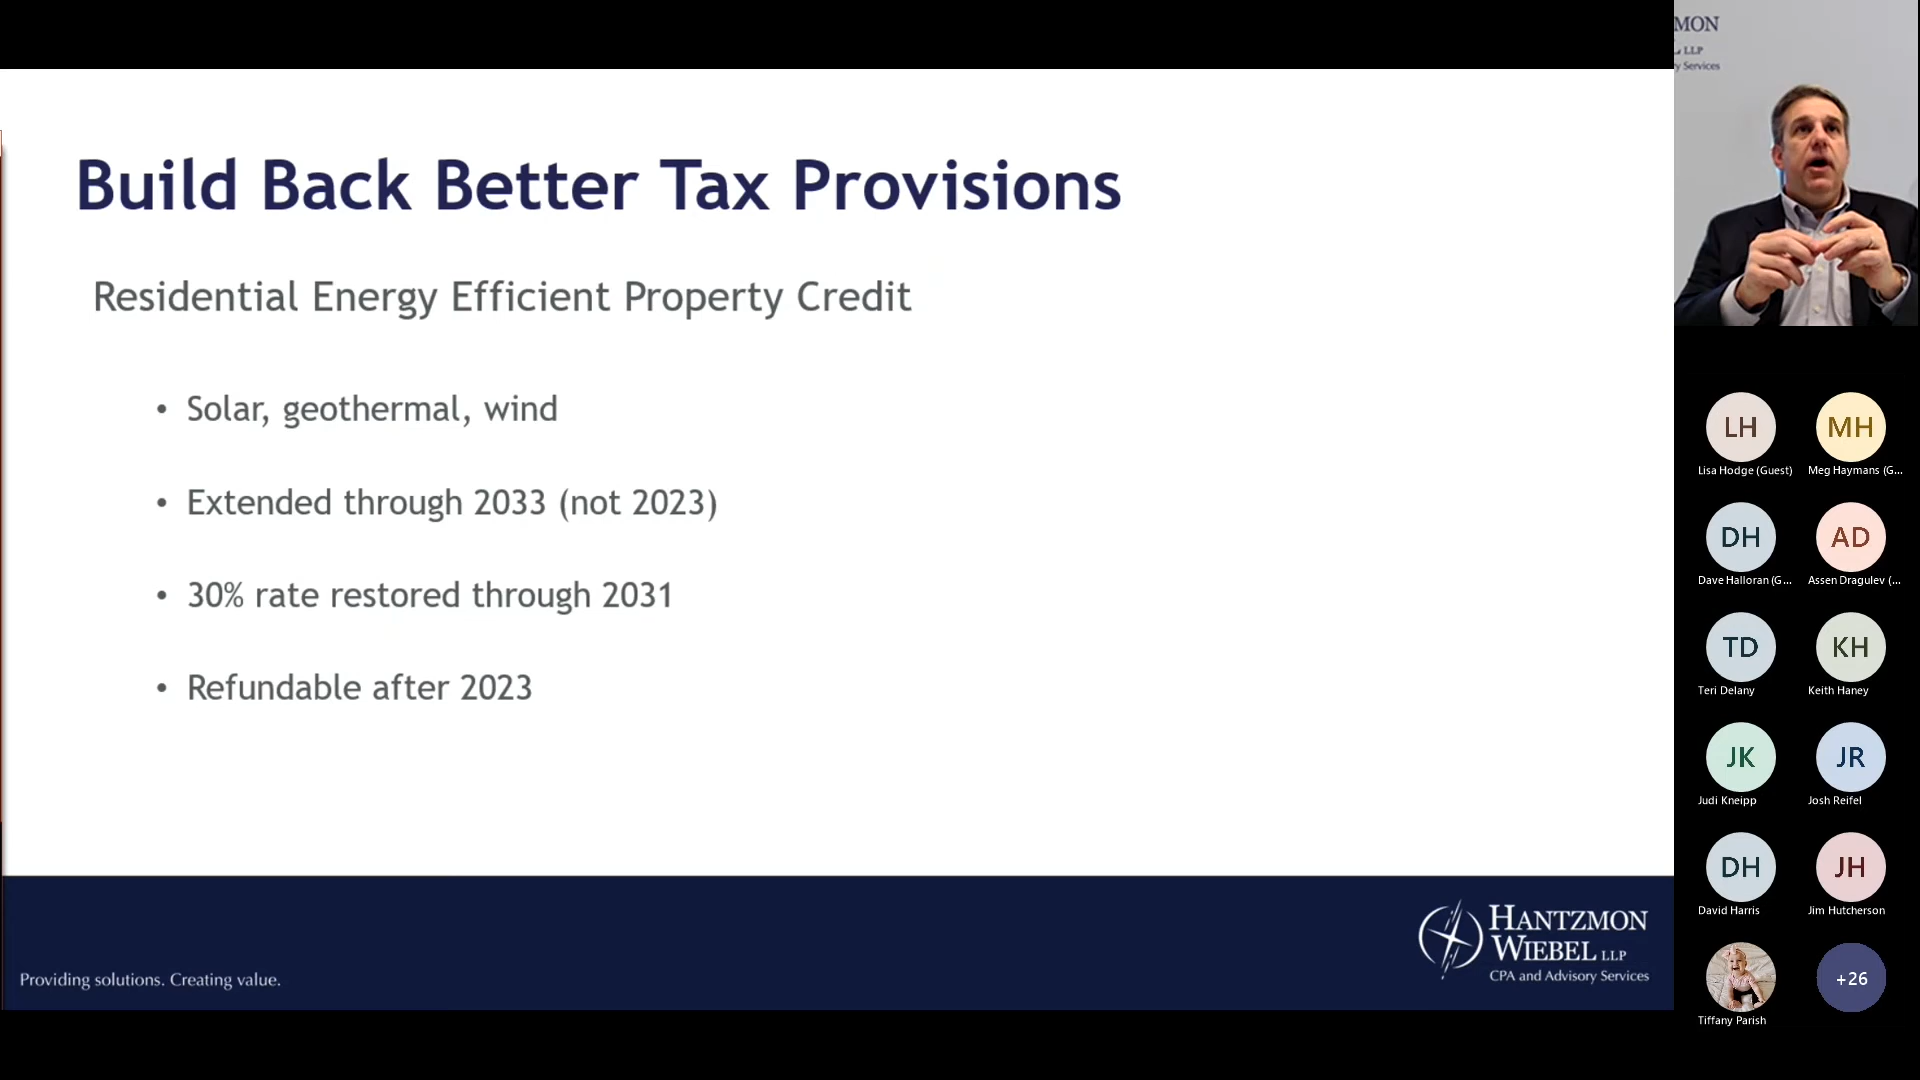 Build Back Better Tax Provisions
Residential Energy Efficient Property Credit
• Solar, geothermal, wind
• Extended through 2033 (not 2023)
• 30% rate restored through 2031
• Refundable after 2023
Providing solutions. Creating value.
HANTZMON
WIEBEL LLP
CPA and Advisory Services
MON
LLP
y Services
LH
MH
Lisa Hodge (Guest)
Meg Haymans (G...
DH
AD
Dave Halloran (G...
Assen Dragulev (...
TD
KH
Teri Delany
Keith Haney
JK
JR
Judi Kneipp
Josh Reifel
DH
JH
David Harris
Jim Hutcherson
+26
Tiffany Parish